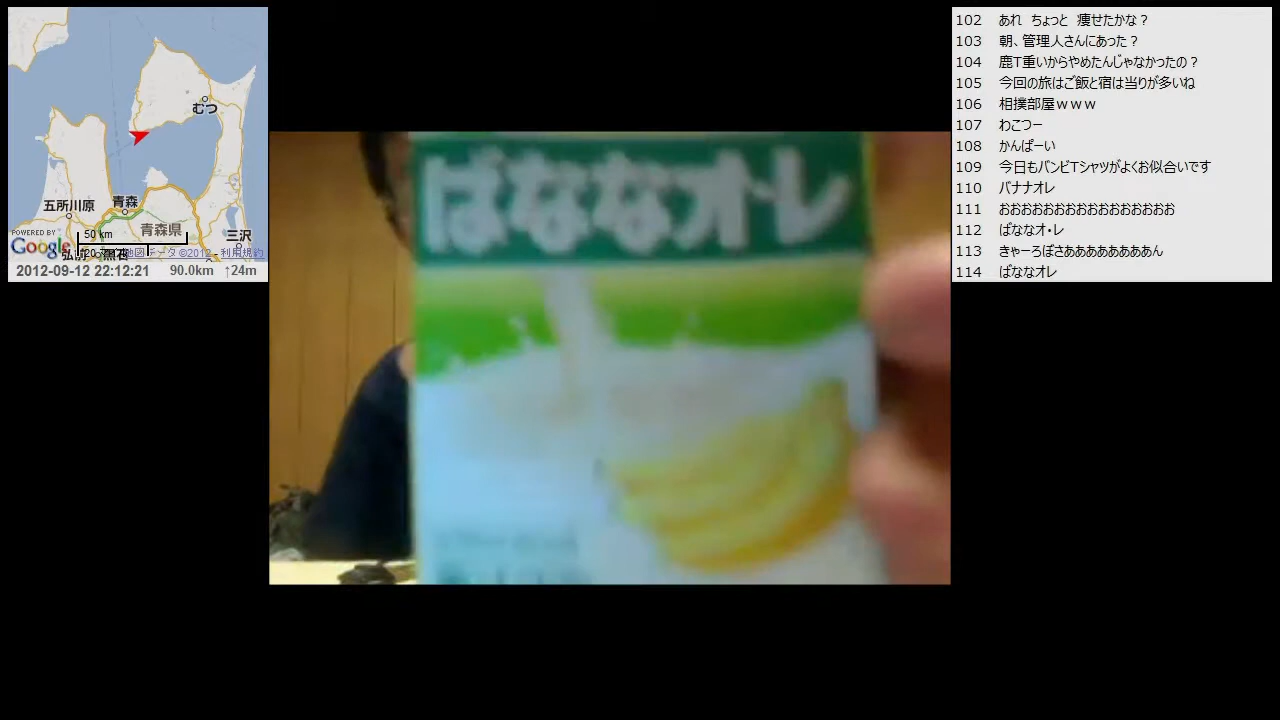 むつ
五所川原
青森
青森県
三沢
POWERED BY
Google
50 km
2012-09-12 22:12:21 90.0km ↑24m
ばななオ・レ
102 あれ ちょっと 痩せたかな？
103 朝、管理人さんにあった？
104 鹿T重いからやめたんじゃなかったの？
105 今回の旅はご飯と宿は当りが多いね
106 相撲部屋ｗｗｗ
107 わこつー
108 かんぱーい
109 今日もバンビTシャツがよくお似合いです
110 バナナオレ
111 おおおおおおおおおおおおおおおお
112 ばななオ・レ
113 きゃーろぼさああああああああん
114 ばななオレ